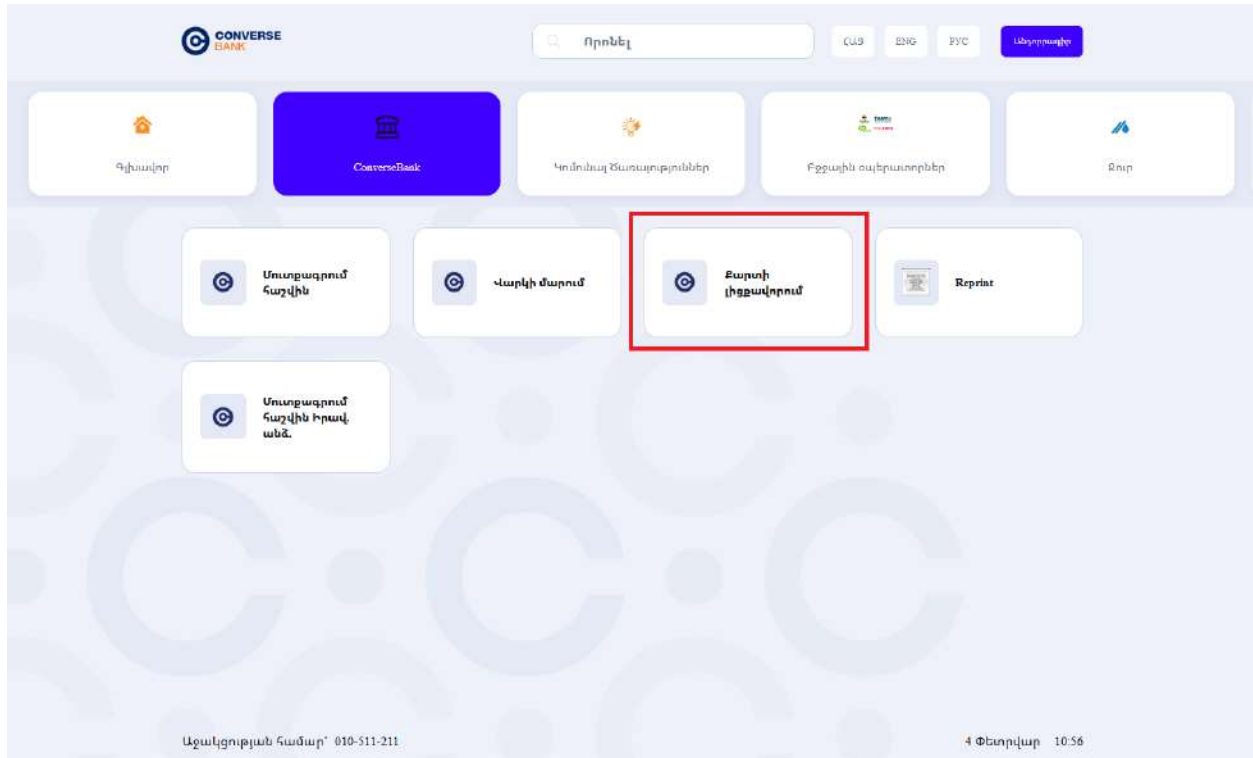 CONVERSE
BANK
Որոնել
ՀԱՅ
ENG
РУС
Անդորրագիր
Գլխավոր
ConverseBank
Կոմունալ Ծառայություններ
Բջջային օպերատորներ
Ջուր
Մուտքագրում
հաշվին
Վարկի մարում
Քարտի
լիցքավորում
Reprint
Մուտքագրում
հաշվին Իրավ.
անձ.
Աջակցության համար՝ 010-511-211
4 Փետրվար 10:56